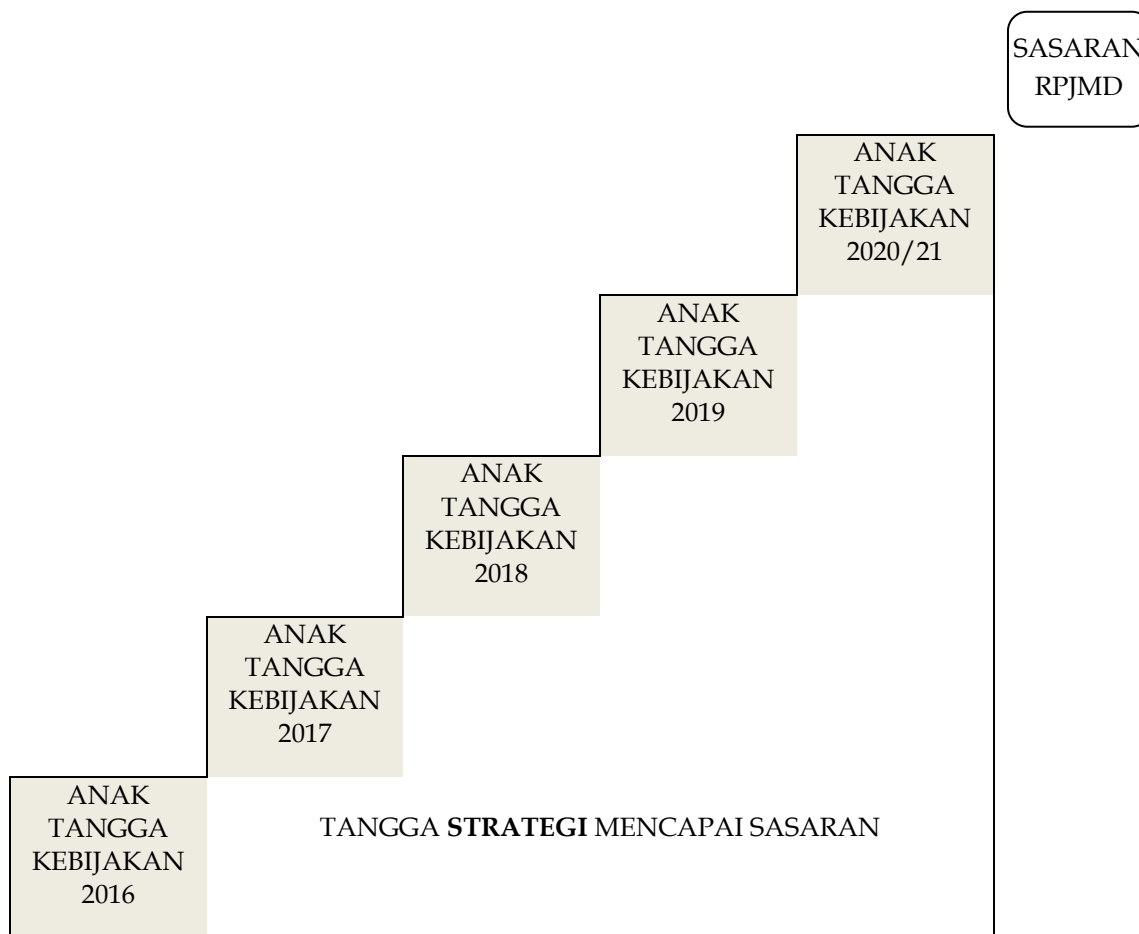 SASARAN
RPJMD
ANAK
TANGGA
KEBIJAKAN
2020/21
ANAK
TANGGA
KEBIJAKAN
2019
ANAK
TANGGA
KEBIJAKAN
2018
ANAK
TANGGA
KEBIJAKAN
2017
ANAK
TANGGA
KEBIJAKAN
2016
TANGGA STRATEGI MENCAPAI SASARAN